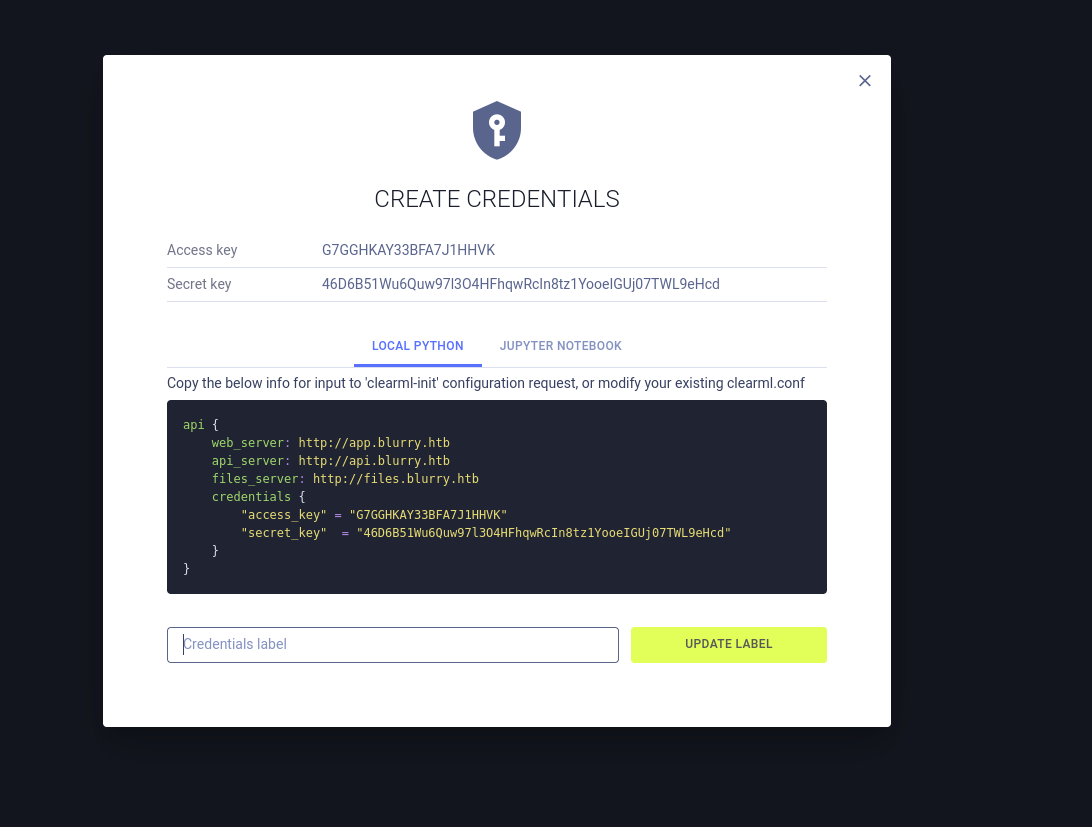 CREATE CREDENTIALS
Access key G7GGHKAY33BFA7J1HHVK
Secret key 46D6B51Wu6Quw97l3O4HFhqwRcIn8tz1YooeIGUj07TWL9eHcd
LOCAL PYTHON JUPYTER NOTEBOOK
Copy the below info for input to 'clearml-init' configuration request, or modify your existing clearml.conf
api {
    web_server: http://app.blurry.htb
    api_server: http://api.blurry.htb
    files_server: http://files.blurry.htb
    credentials {
        "access_key" = "G7GGHKAY33BFA7J1HHVK"
        "secret_key"  = "46D6B51Wu6Quw97l3O4HFhqwRcIn8tz1YooeIGUj07TWL9eHcd"
    }
}
Credentials label UPDATE LABEL